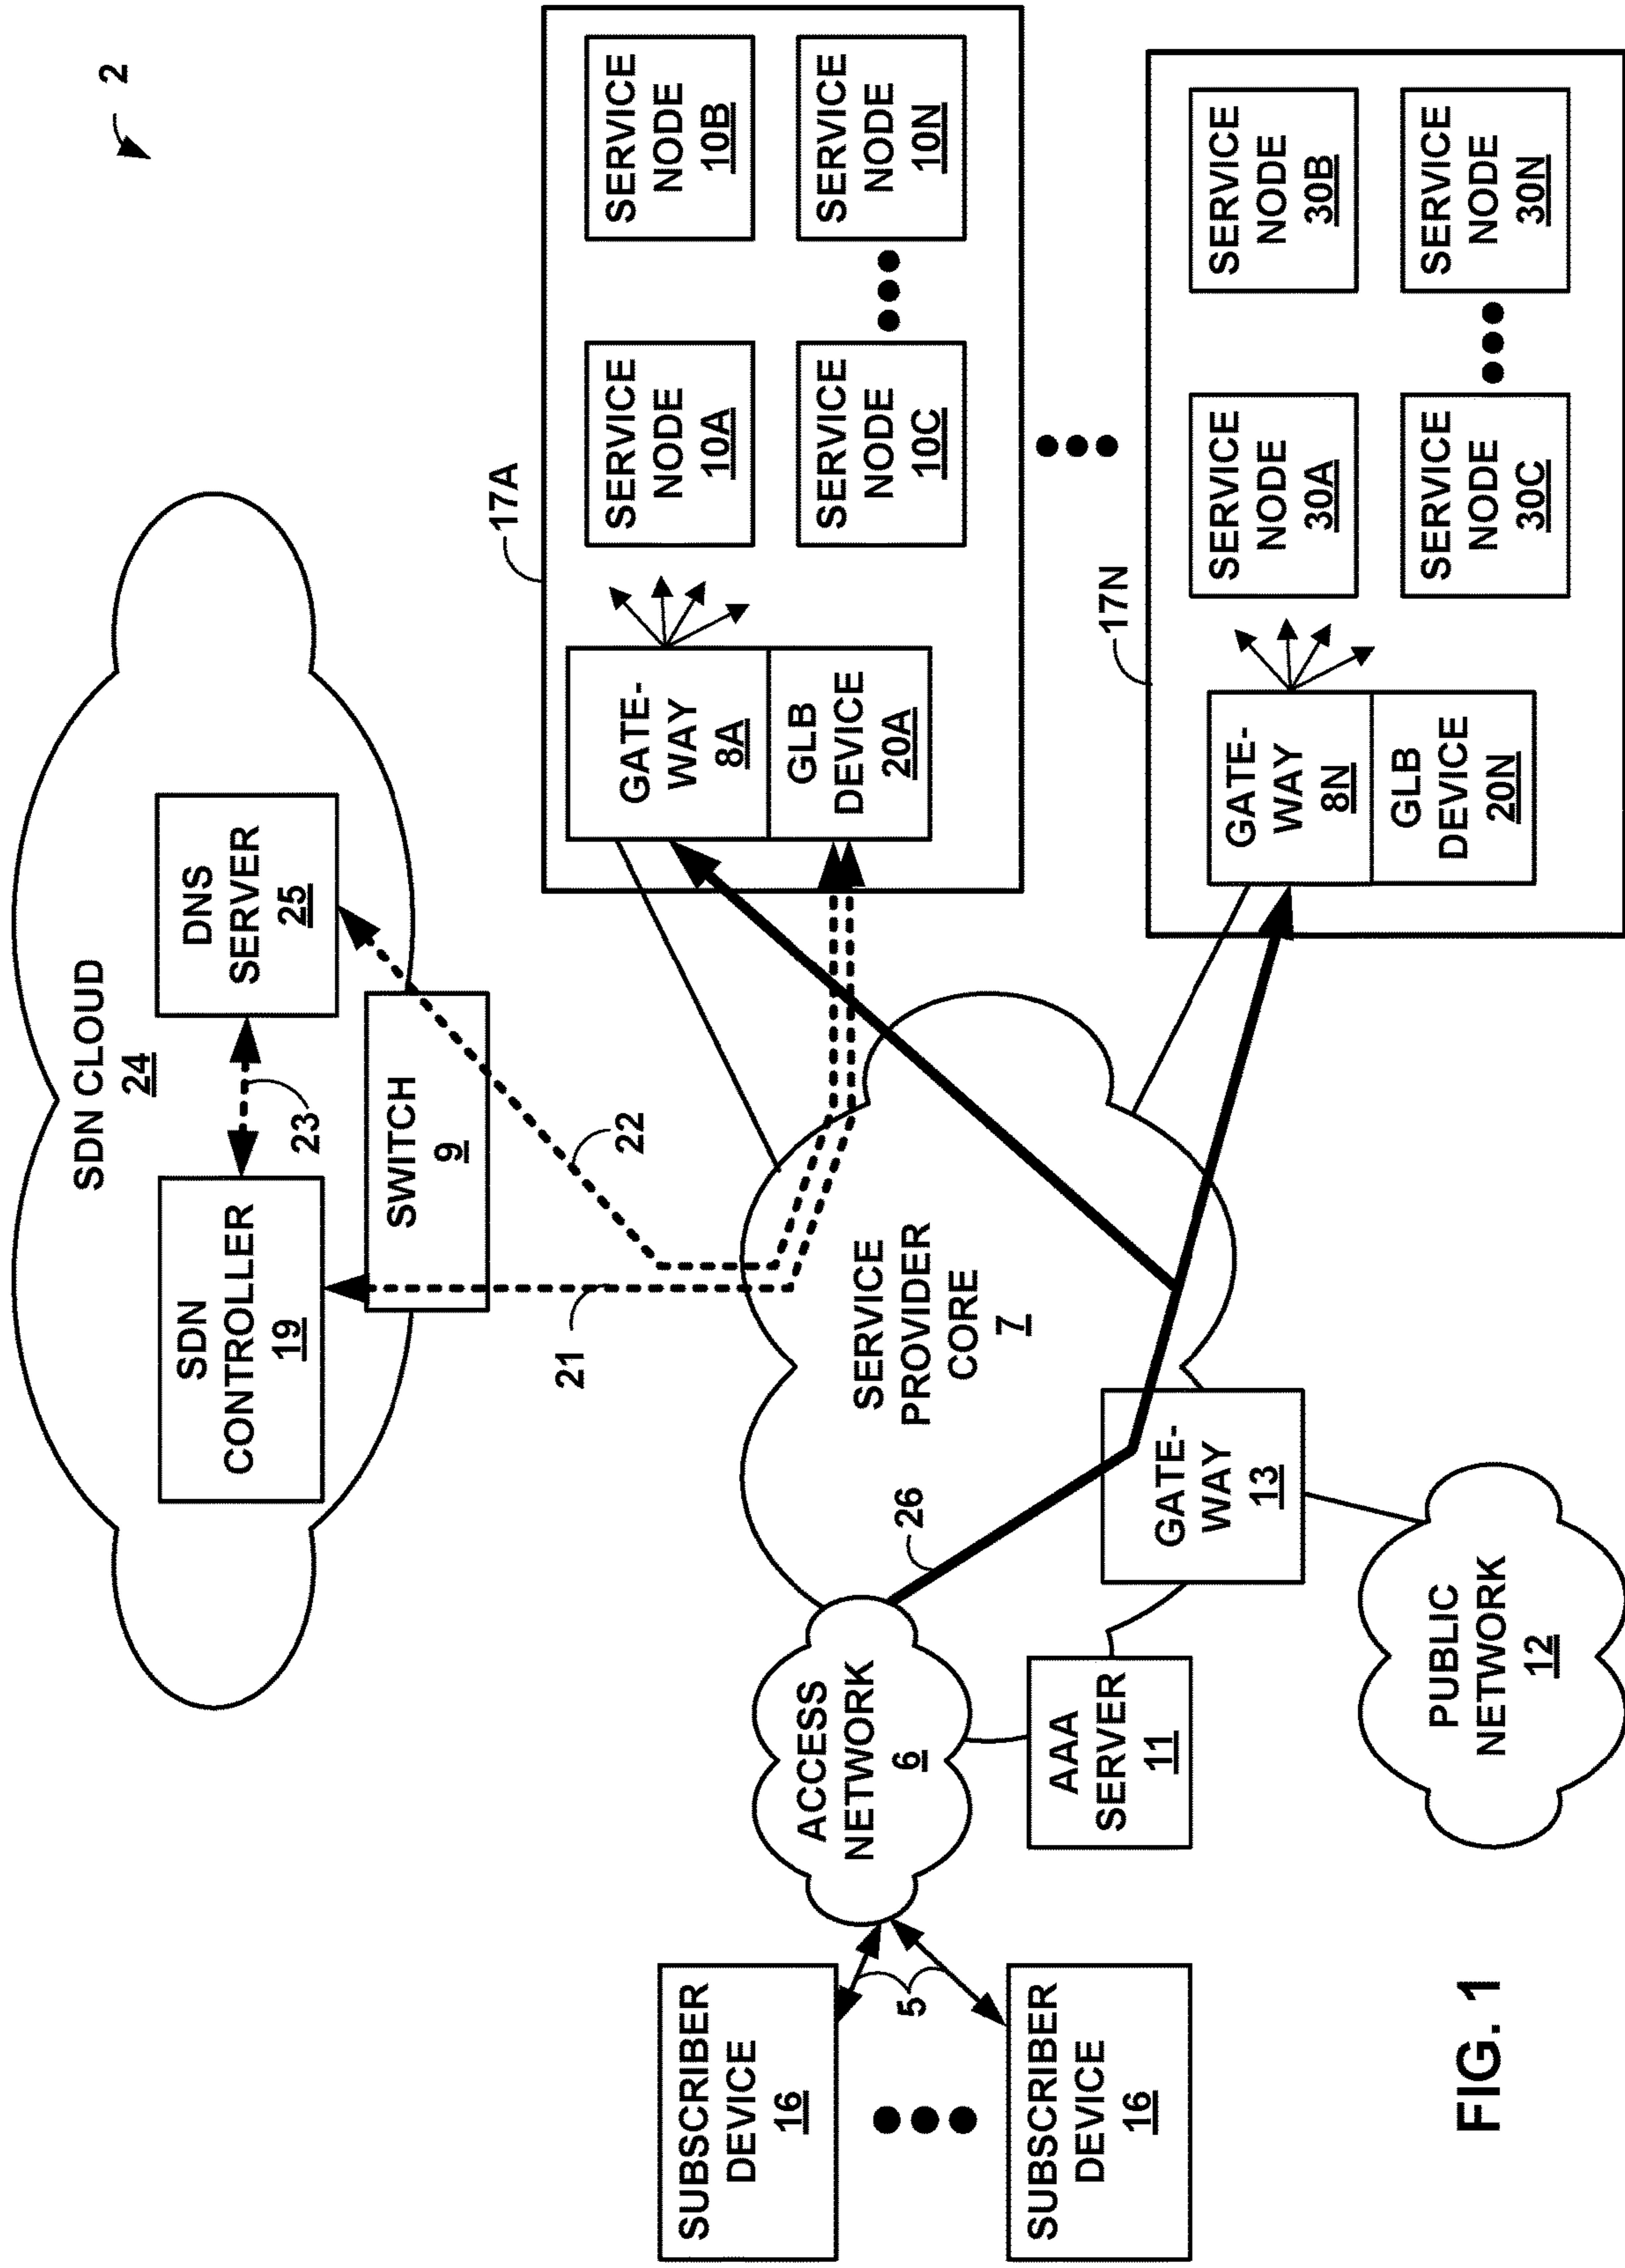 2
SDN CLOUD
24
SDN
CONTROLLER
19
23
DNS
SERVER
25
SWITCH
9
21
22
17A
GATE-
WAY
8A
GLB
DEVICE
20A
SERVICE
NODE
10A
SERVICE
NODE
10B
SERVICE
NODE
10C
SERVICE
NODE
10N
17N
GATE-
WAY
8N
GLB
DEVICE
20N
SERVICE
NODE
30A
SERVICE
NODE
30B
SERVICE
NODE
30C
SERVICE
NODE
30N
SERVICE
PROVIDER
CORE
7
26
SUBSCRIBER
DEVICE
16
5
SUBSCRIBER
DEVICE
16
ACCESS
NETWORK
6
AAA
SERVER
11
GATE-
WAY
13
PUBLIC
NETWORK
12
FIG. 1